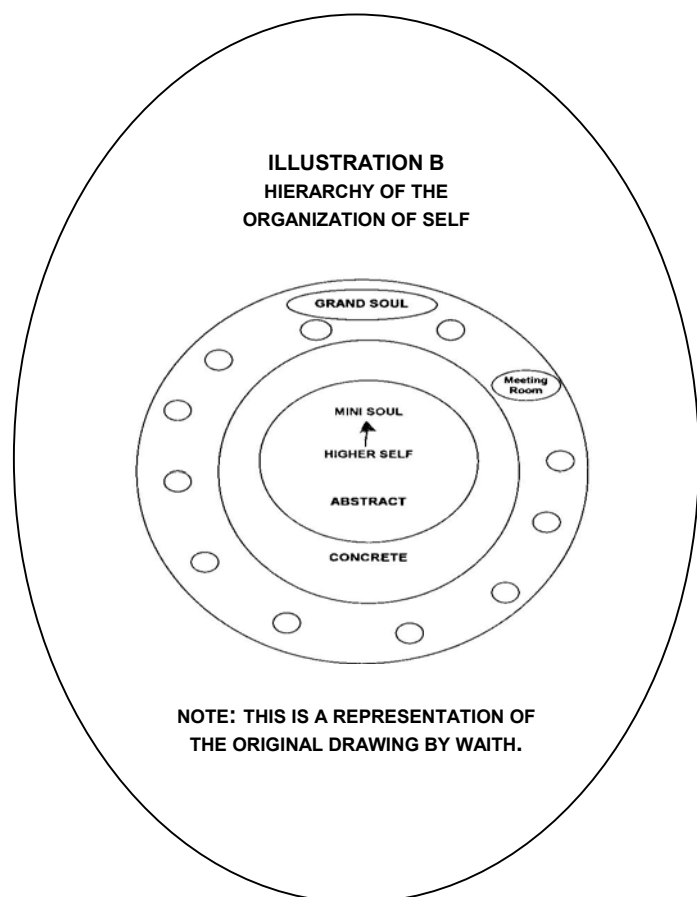 ILLUSTRATION B
HIERARCHY OF THE
ORGANIZATION OF SELF
GRAND SOUL
Meeting
Room
MINI SOUL
HIGHER SELF
ABSTRACT
CONCRETE
NOTE: THIS IS A REPRESENTATION OF
THE ORIGINAL DRAWING BY WAITH.